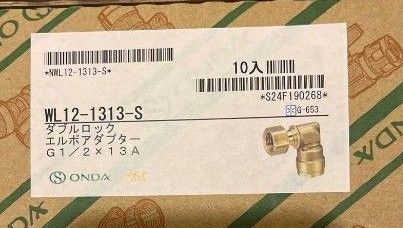 *NWL12-1313-S*
10入
*S24F190268*
G-653
WL12-1313-S
ダブルロック
エルボアダプター
G1/2×13A
ONDA
ONDA